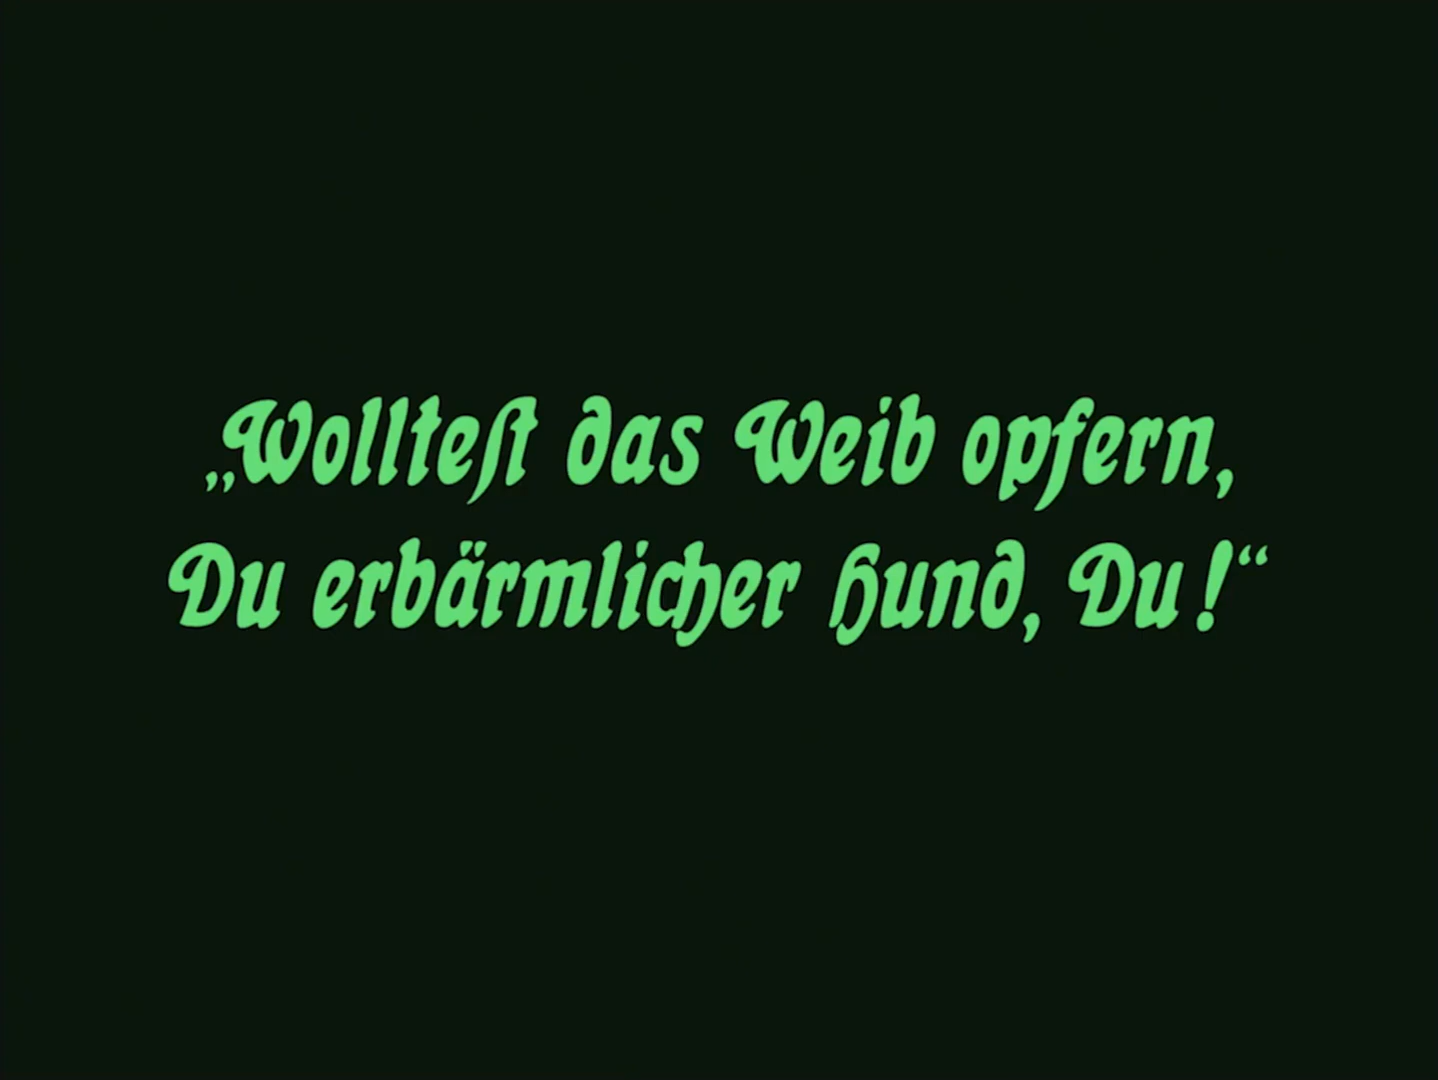 „Wollteſt das Weib opfern,
Du erbärmlicher Hund, Du!“